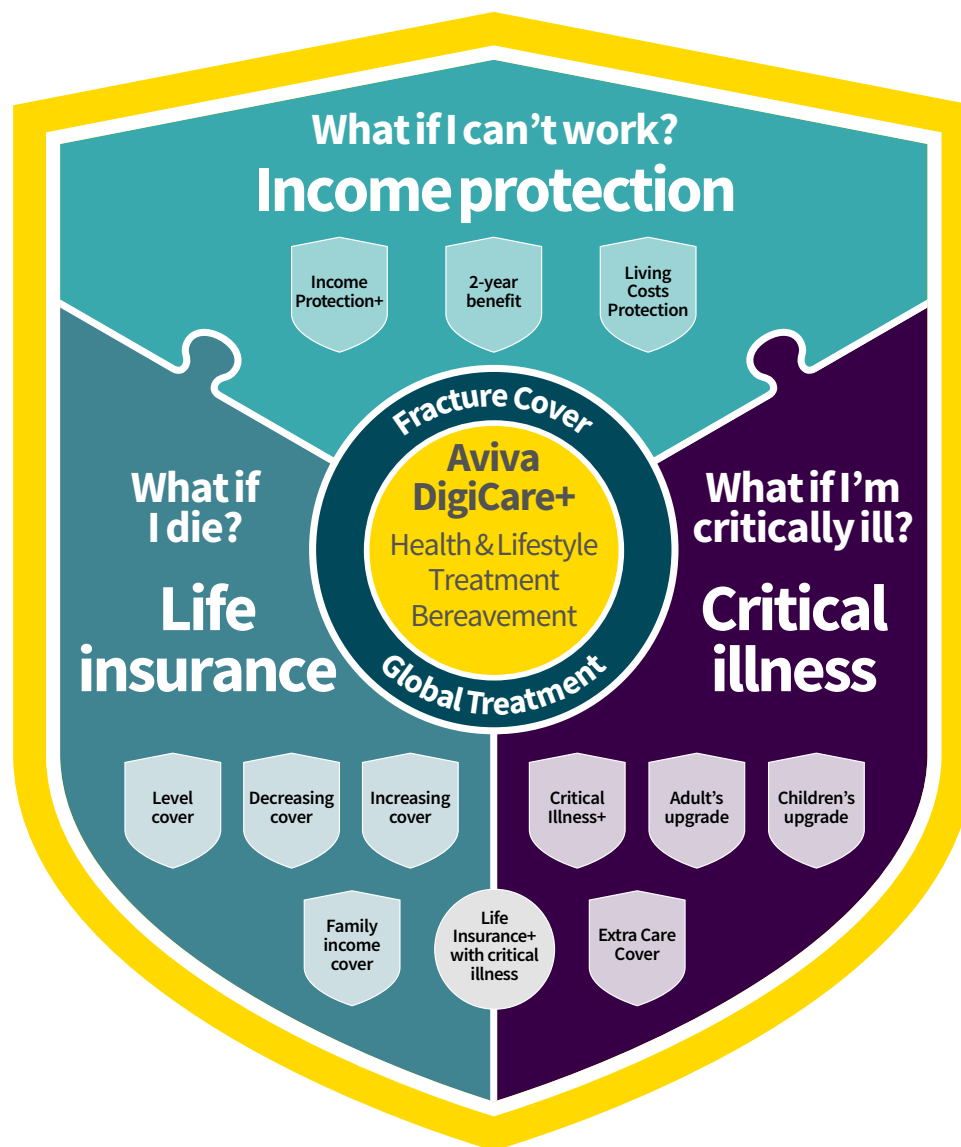 What if I can't work?
Income protection
Income
Protection+
2-year
benefit
Living
Costs
Protection
Fracture Cover
Aviva
DigiCare+
Health & Lifestyle
Treatment
Bereavement
Global Treatment
What if
I die?
Life
insurance
What if I'm
critically ill?
Critical
illness
Level
cover
Decreasing
cover
Increasing
cover
Critical
Illness+
Adult's
upgrade
Children's
upgrade
Family
income
cover
Life
Insurance+
with critical
illness
Extra Care
Cover